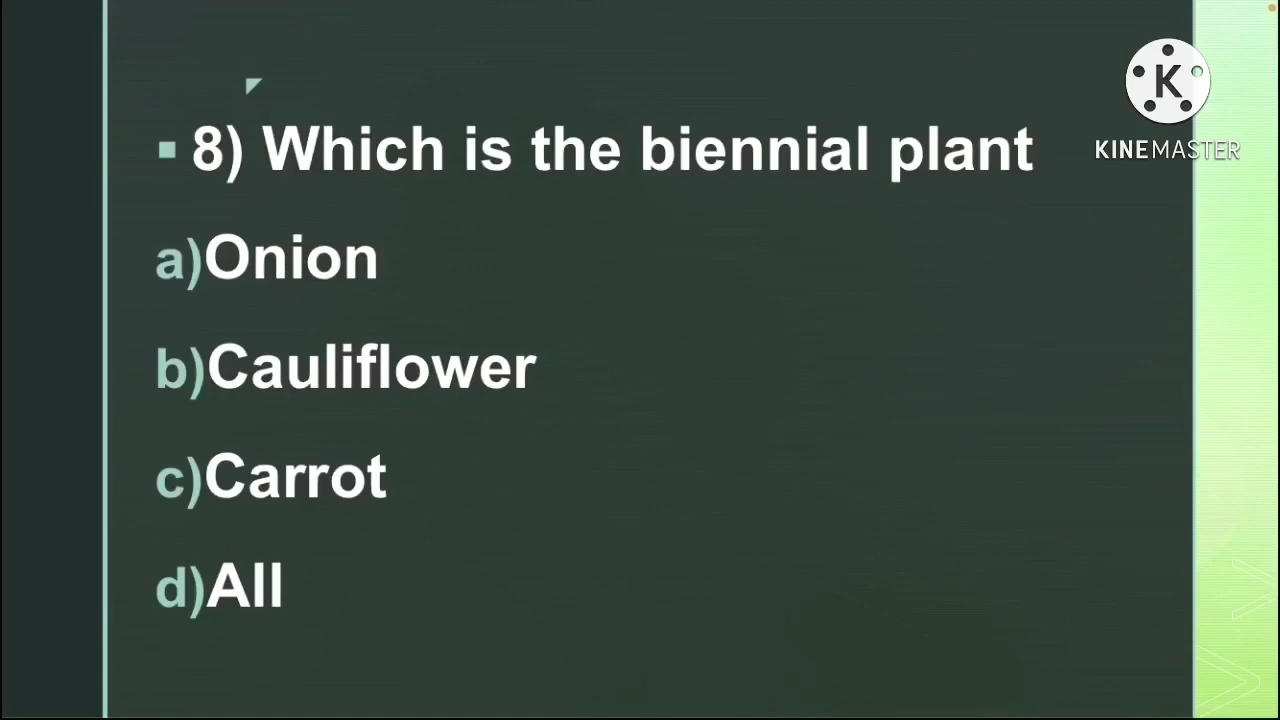 8) Which is the biennial plant
a)Onion
b)Cauliflower
c)Carrot
d)All
K
KINEMASTER